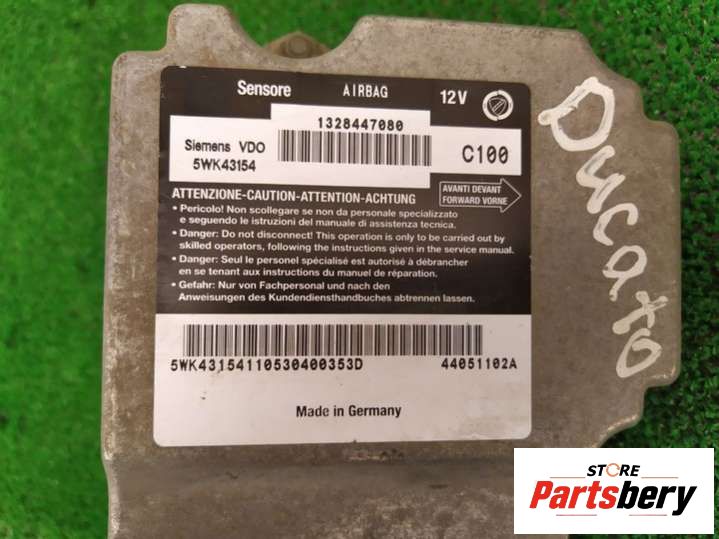 Sensore AIRBAG 12V
1328447080
Siemens VDO
5WK43154
C100
ATTENZIONE-CAUTION-ATTENTION-ACHTUNG
AVANTI DEVANT
FORWARD VORNE
• Pericolo! Non scollegare se non da personale specializzato
e seguendo le istruzioni del manuale di assistenza tecnica.
• Danger: Do not disconnect! This operation is only to be carried out by
skilled operators, following the instructions given in the service manual.
• Danger: Seul le personel spécialisé est autorisé à débrancher
en se tenant aux instructions du manuel de réparation.
• Gefahr: Nur von Fachpersonal und nach den
Anweisungen des Kundendiensthandbuches abtrennen lassen.
5WK43154110530400353D 44051102A
Made in Germany
Ducato
STORE
Partsbery